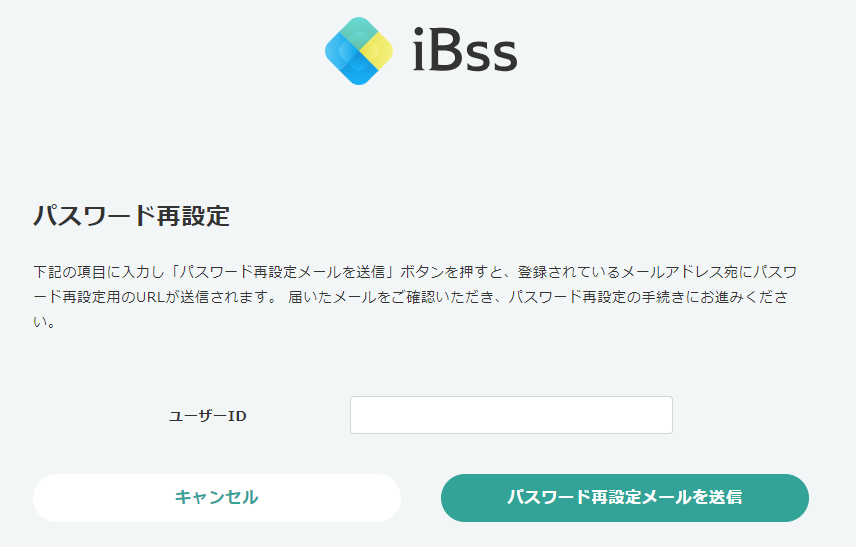 iBss
パスワード再設定
下記の項目に入力し「パスワード再設定メールを送信」ボタンを押すと、登録されているメールアドレス宛にパスワ
ード再設定用のURLが送信されます。 届いたメールをご確認いただき、パスワード再設定の手続きにお進みくださ
い。
ユーザーID
キャンセル
パスワード再設定メールを送信